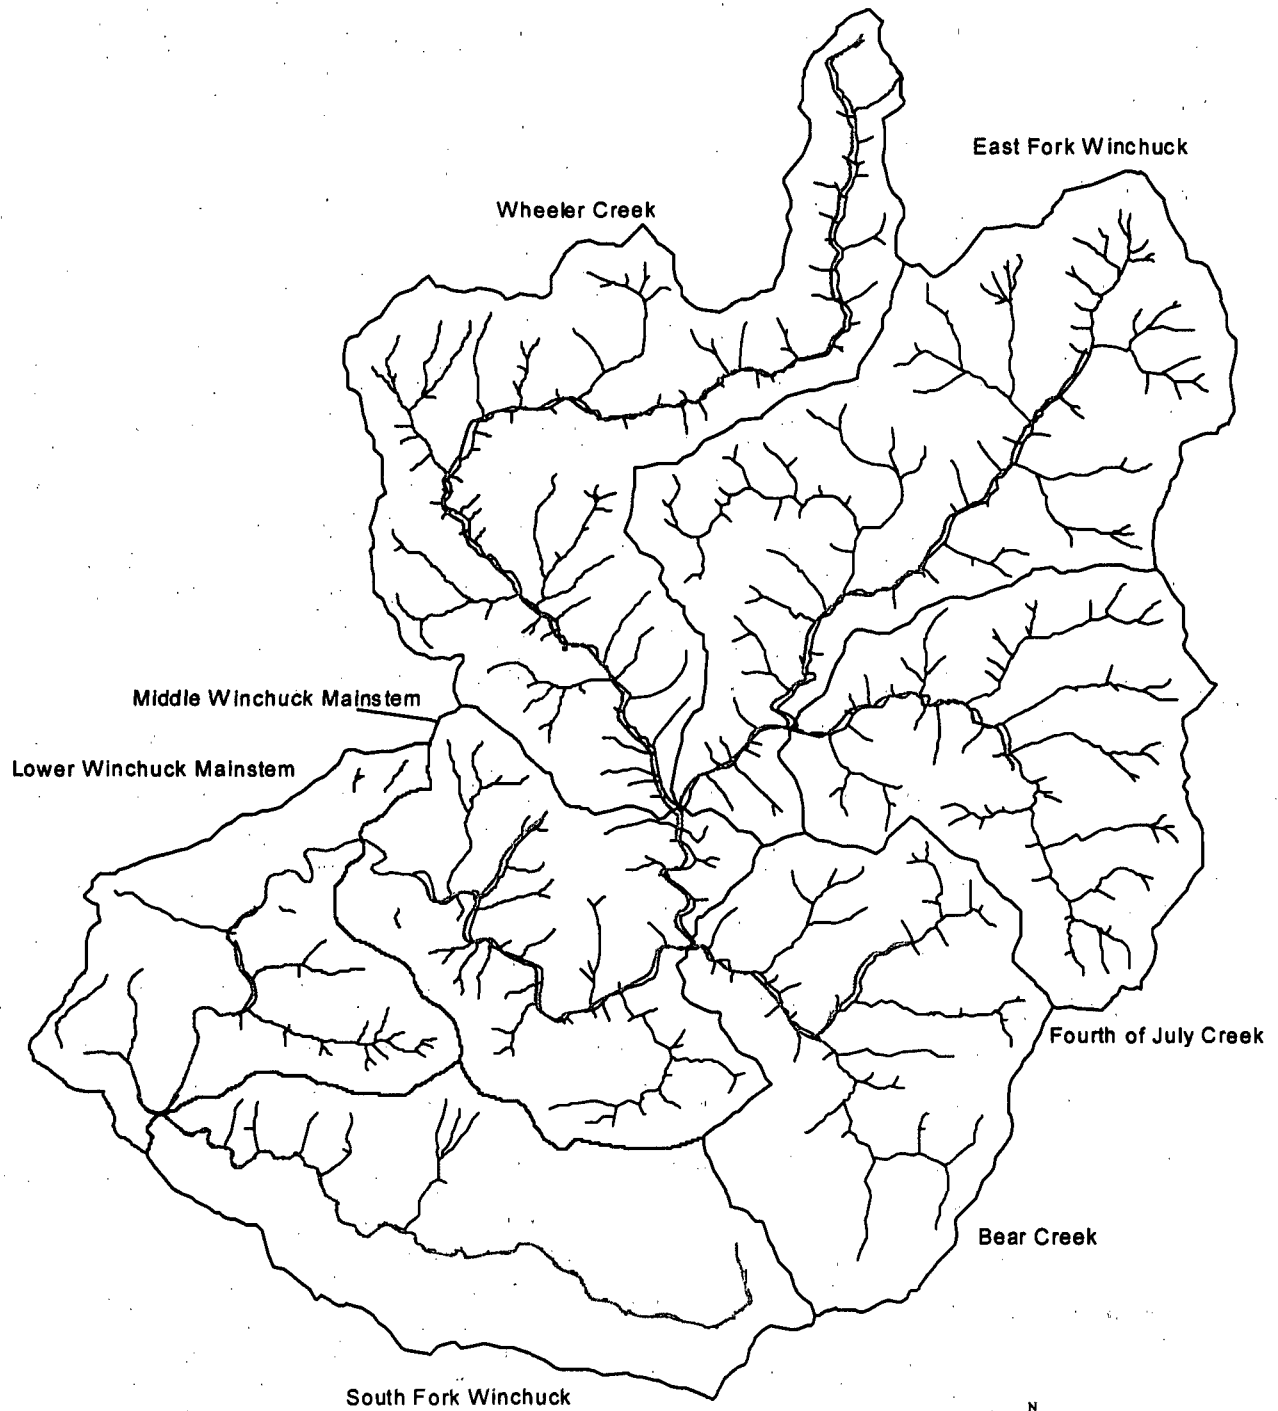 East Fork Winchuck
Wheeler Creek
Middle Winchuck Mainstem
Lower Winchuck Mainstem
Fourth of July Creek
Bear Creek
South Fork Winchuck
N